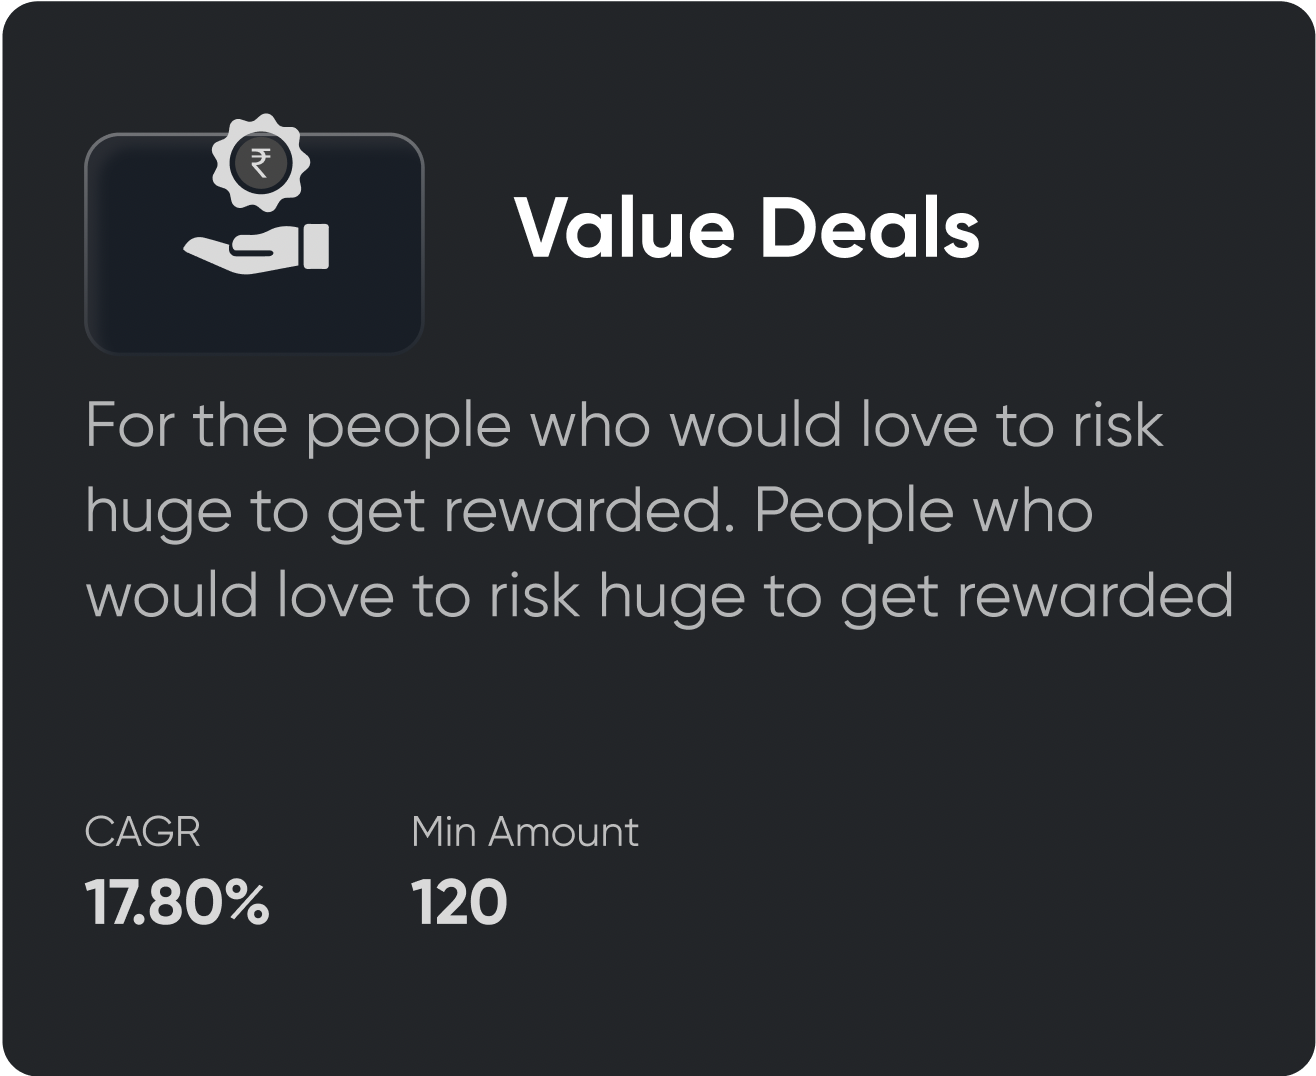 ₹
Value Deals
For the people who would love to risk
huge to get rewarded. People who
would love to risk huge to get rewarded
CAGR
Min Amount
17.80%
120